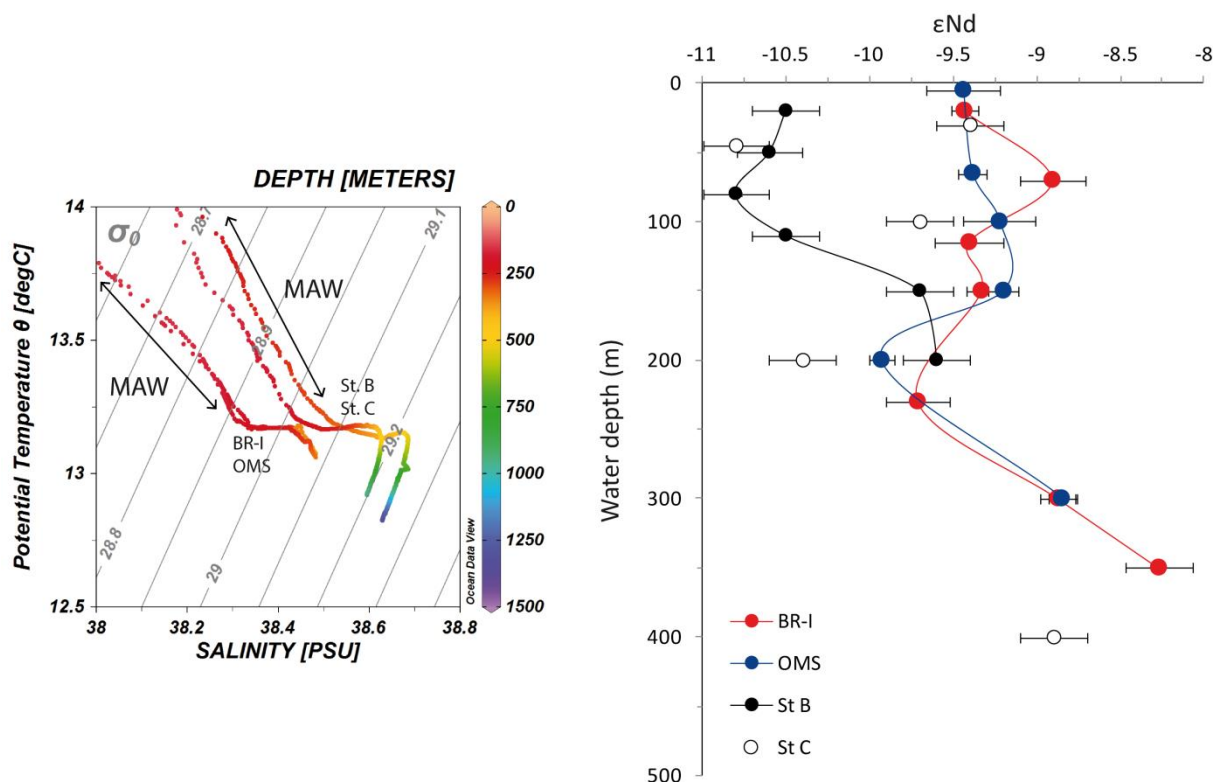 DEPTH [METERS]
Potential Temperature θ [degC]
14
13.5
13
12.5
38
38.2
38.4
38.6
38.8
SALINITY [PSU]
σ0
28.7
28.8
28.9
29
29.1
29.2
MAW
MAW
St. B
St. C
BR-I
OMS
0
250
500
750
1000
1250
1500
Ocean Data View
εNd
-11
-10.5
-10
-9.5
-9
-8.5
-8
Water depth (m)
0
100
200
300
400
500
BR-I
OMS
St B
St C